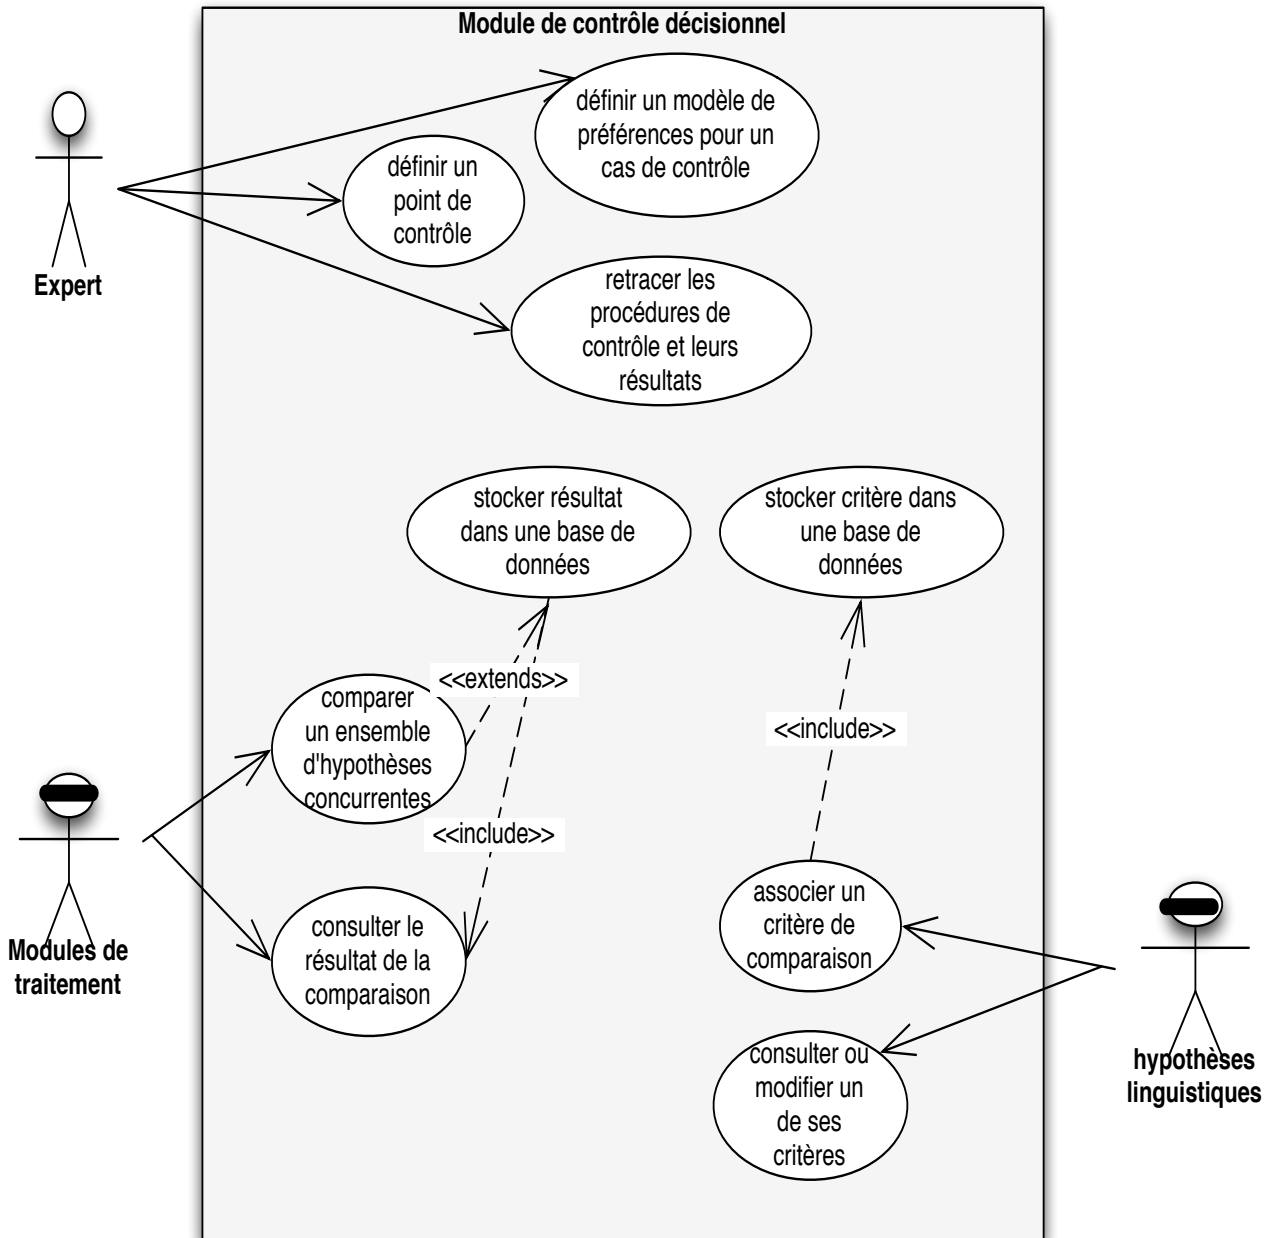 Module de contrôle décisionnel
définir un modèle de
préférences pour un
cas de contrôle
définir un
point de
contrôle
Expert
retracer les
procédures de
contrôle et leurs
résultats
stocker résultat
dans une base de
données
stocker critère dans
une base de
données
<<extends>>
comparer
un ensemble
d'hypothèses
concurrentes
<<include>>
<<include>>
Modules de
traitement
consulter le
résultat de la
comparaison
associer un
critère de
comparaison
consulter ou
modifier un
de ses
critères
hypothèses
linguistiques